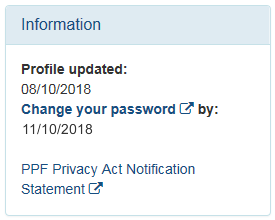 Information
Profile updated:
08/10/2018
Change your password by:
11/10/2018
PPF Privacy Act Notification
Statement